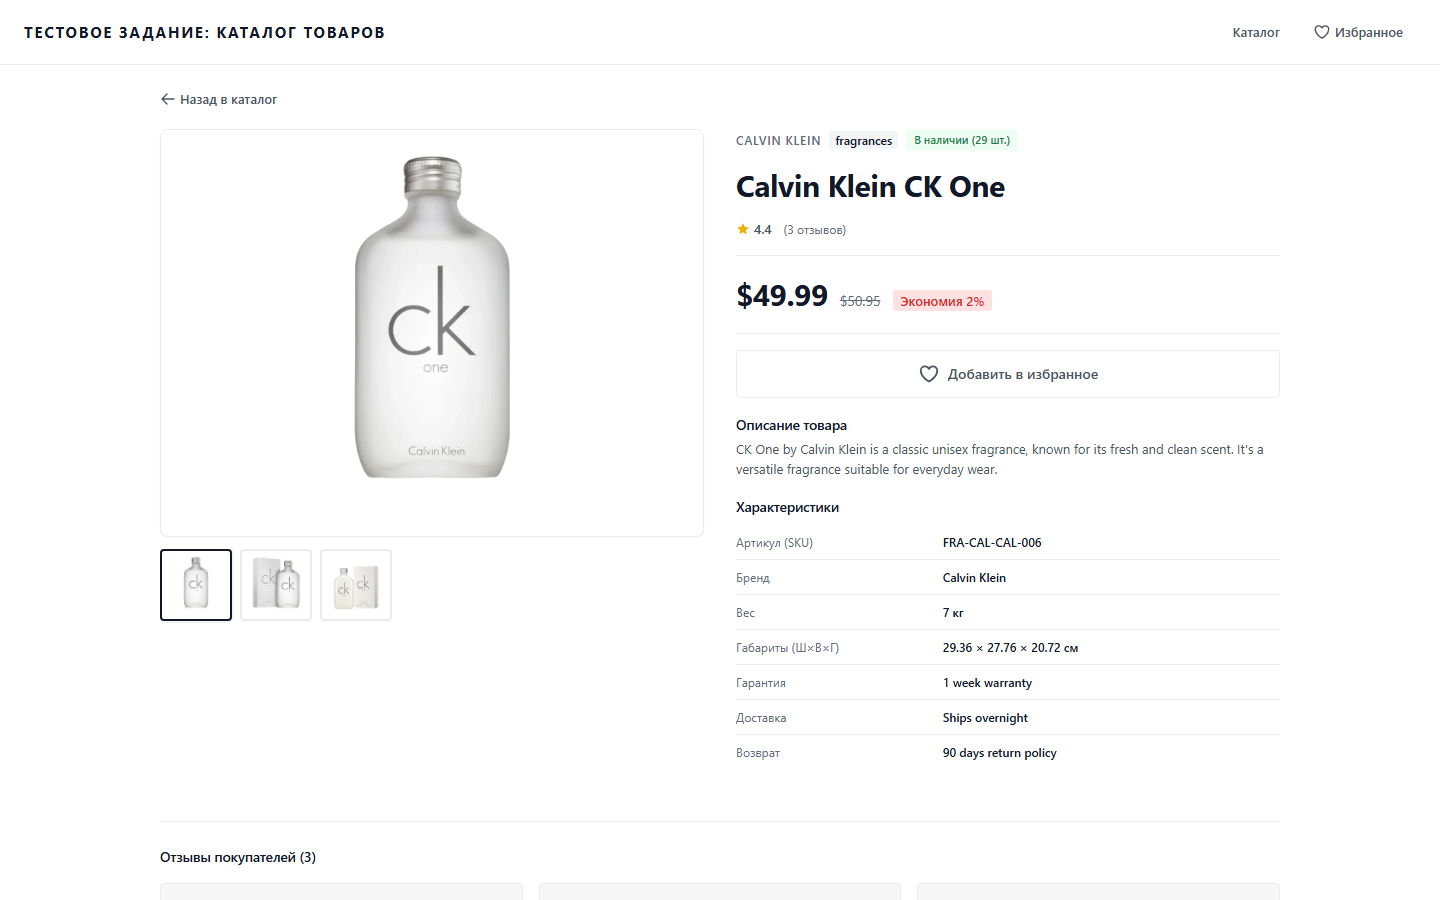 ТЕСТОВОЕ ЗАДАНИЕ: КАТАЛОГ ТОВАРОВ
Каталог
Избранное
Назад в каталог
ck
one
Calvin Klein
ck
ck
ck
ck
ck
CALVIN KLEIN
fragrances
В наличии (29 шт.)
Calvin Klein CK One
4.4 (3 отзывов)
$49.99 $50.95 Экономия 2%
Добавить в избранное
Описание товара
CK One by Calvin Klein is a classic unisex fragrance, known for its fresh and clean scent. It's a
versatile fragrance suitable for everyday wear.
Характеристики
Артикул (SKU) FRA-CAL-CAL-006
Бренд Calvin Klein
Вес 7 кг
Габариты (Ш×В×Г) 29.36 × 27.76 × 20.72 см
Гарантия 1 week warranty
Доставка Ships overnight
Возврат 90 days return policy
Отзывы покупателей (3)